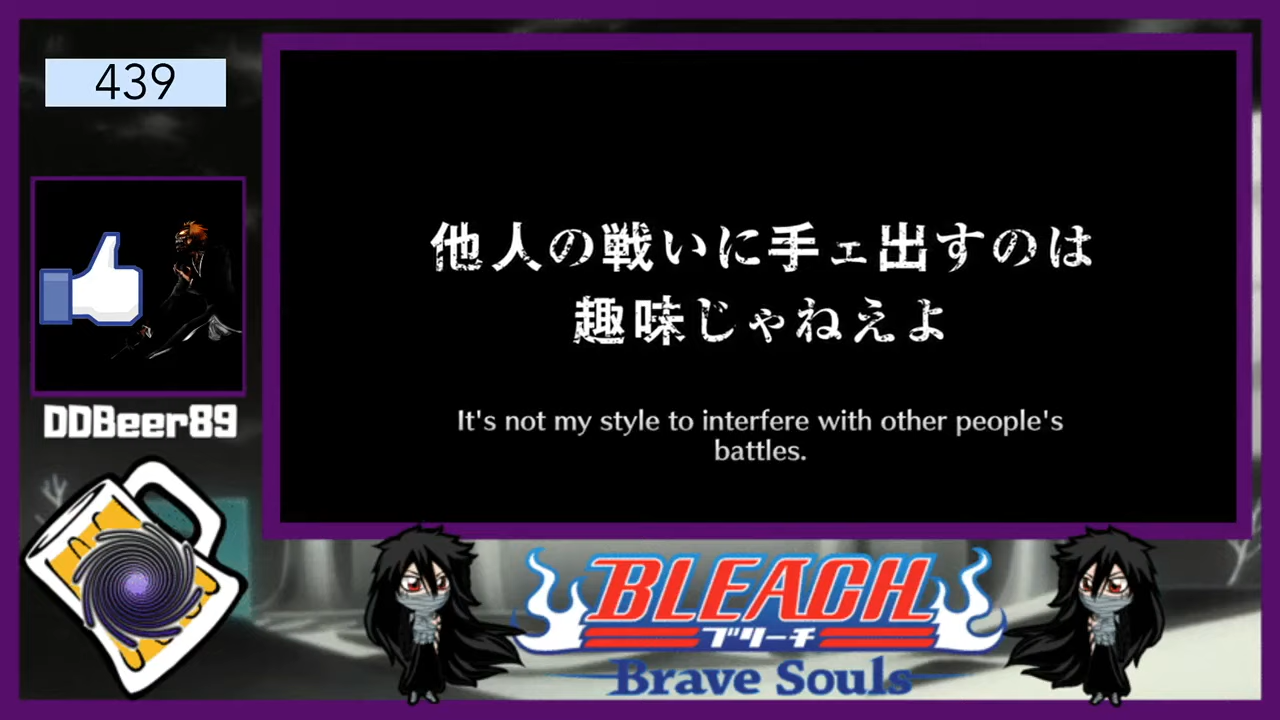 439
他人の戦いに手ェ出すのは
趣味じゃねえよ
It's not my style to interfere with other people's
battles.
DDBeer89
BLEACH
ブリーチ
Brave Souls